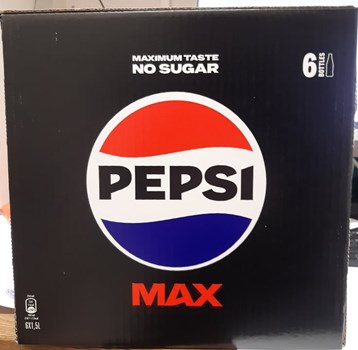 MAXIMUM TASTE
NO SUGAR
6 BOTTLES
PEPSI
MAX
6X1,5L